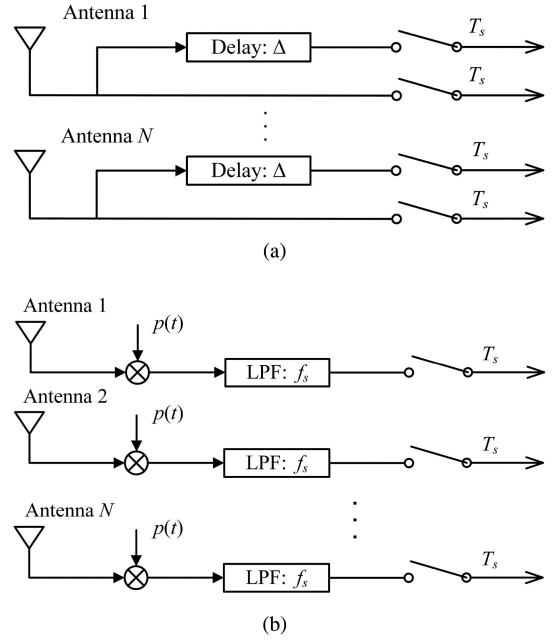 Antenna 1
Delay: Δ
T_s
T_s
Antenna N
Delay: Δ
T_s
T_s
(a)
Antenna 1
p(t)
LPF: f_s
T_s
Antenna 2
p(t)
LPF: f_s
T_s
Antenna N
p(t)
LPF: f_s
T_s
(b)